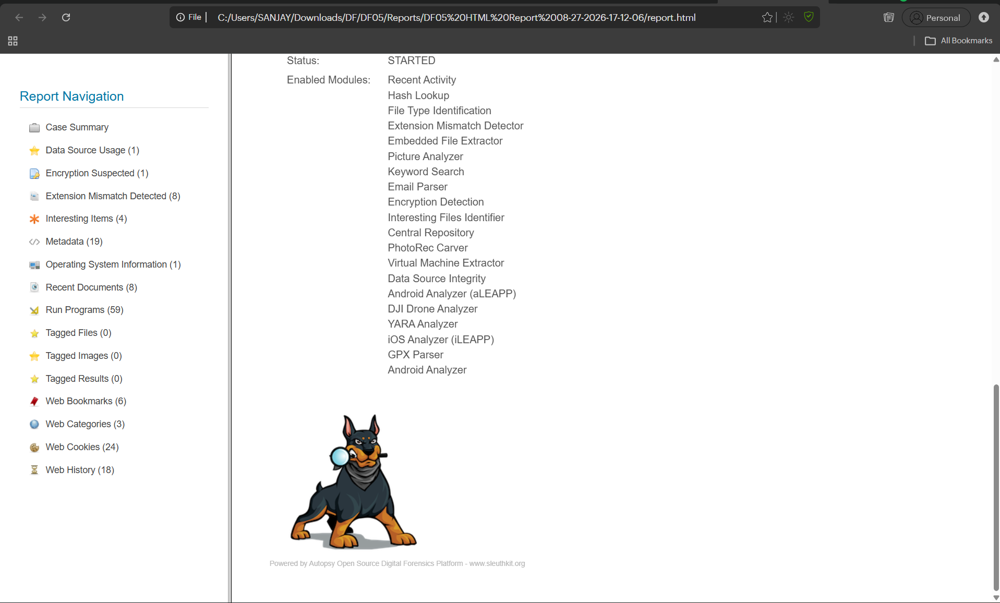 File
C:/Users/SANJAY/Downloads/DF/DF05/Reports/DF05%20HTML%20Report%2008-27-2026-17-12-06/report.html
Personal
All Bookmarks
Report Navigation
Case Summary
Data Source Usage (1)
Encryption Suspected (1)
Extension Mismatch Detected (8)
Interesting Items (4)
Metadata (19)
Operating System Information (1)
Recent Documents (8)
Run Programs (59)
Tagged Files (0)
Tagged Images (0)
Tagged Results (0)
Web Bookmarks (6)
Web Categories (3)
Web Cookies (24)
Web History (18)
Status: STARTED
Enabled Modules: Recent Activity
Hash Lookup
File Type Identification
Extension Mismatch Detector
Embedded File Extractor
Picture Analyzer
Keyword Search
Email Parser
Encryption Detection
Interesting Files Identifier
Central Repository
PhotoRec Carver
Virtual Machine Extractor
Data Source Integrity
Android Analyzer (aLEAPP)
DJI Drone Analyzer
YARA Analyzer
iOS Analyzer (iLEAPP)
GPX Parser
Android Analyzer
Powered by Autopsy Open Source Digital Forensics Platform - www.sleuthkit.org